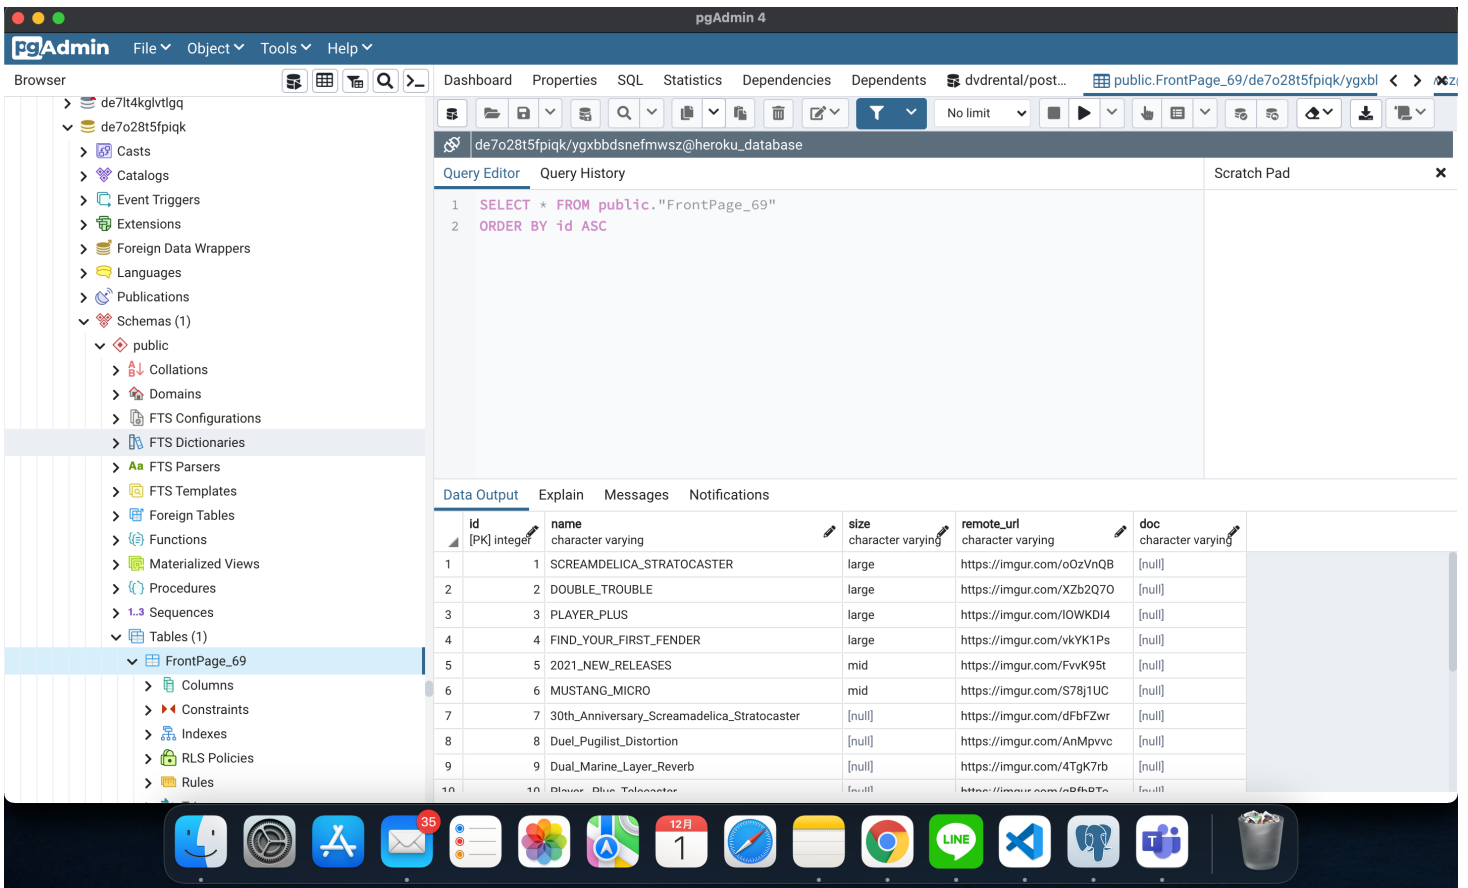 pgAdmin 4
pgAdmin File Object Tools Help
Browser
Dashboard Properties SQL Statistics Dependencies Dependents dvdrental/post... public.FrontPage_69/de7o28t5fpiqk/ygxbl
de7lt4kglvtlgq
de7o28t5fpiqk
Casts
Catalogs
Event Triggers
Extensions
Foreign Data Wrappers
Languages
Publications
Schemas (1)
public
Collations
Domains
FTS Configurations
FTS Dictionaries
Aa FTS Parsers
FTS Templates
Foreign Tables
Functions
Materialized Views
Procedures
1..3 Sequences
Tables (1)
FrontPage_69
Columns
Constraints
Indexes
RLS Policies
Rules
No limit
de7o28t5fpiqk/ygxbbdsnefmwsz@heroku_database
Query Editor Query History
Scratch Pad
1 SELECT * FROM public."FrontPage_69"
2 ORDER BY id ASC
Data Output Explain Messages Notifications
id name size remote_url doc
[PK] integer character varying character varying character varying character varying
1 1 SCREAMDELICA_STRATOCASTER large https://imgur.com/oOzVnQB [null]
2 2 DOUBLE_TROUBLE large https://imgur.com/XZb2Q7O [null]
3 3 PLAYER_PLUS large https://imgur.com/lOWKDI4 [null]
4 4 FIND_YOUR_FIRST_FENDER large https://imgur.com/vkYK1Ps [null]
5 5 2021_NEW_RELEASES mid https://imgur.com/FvvK95t [null]
6 6 MUSTANG_MICRO mid https://imgur.com/S78j1UC [null]
7 7 30th_Anniversary_Screamadelica_Stratocaster [null] https://imgur.com/dFbFZwr [null]
8 8 Duel_Pugilist_Distortion [null] https://imgur.com/AnMpvvc [null]
9 9 Dual_Marine_Layer_Reverb [null] https://imgur.com/4TgK7rb [null]
10 10 Player_Plus_Telecaster [null] [null]
35
12月
1
LINE